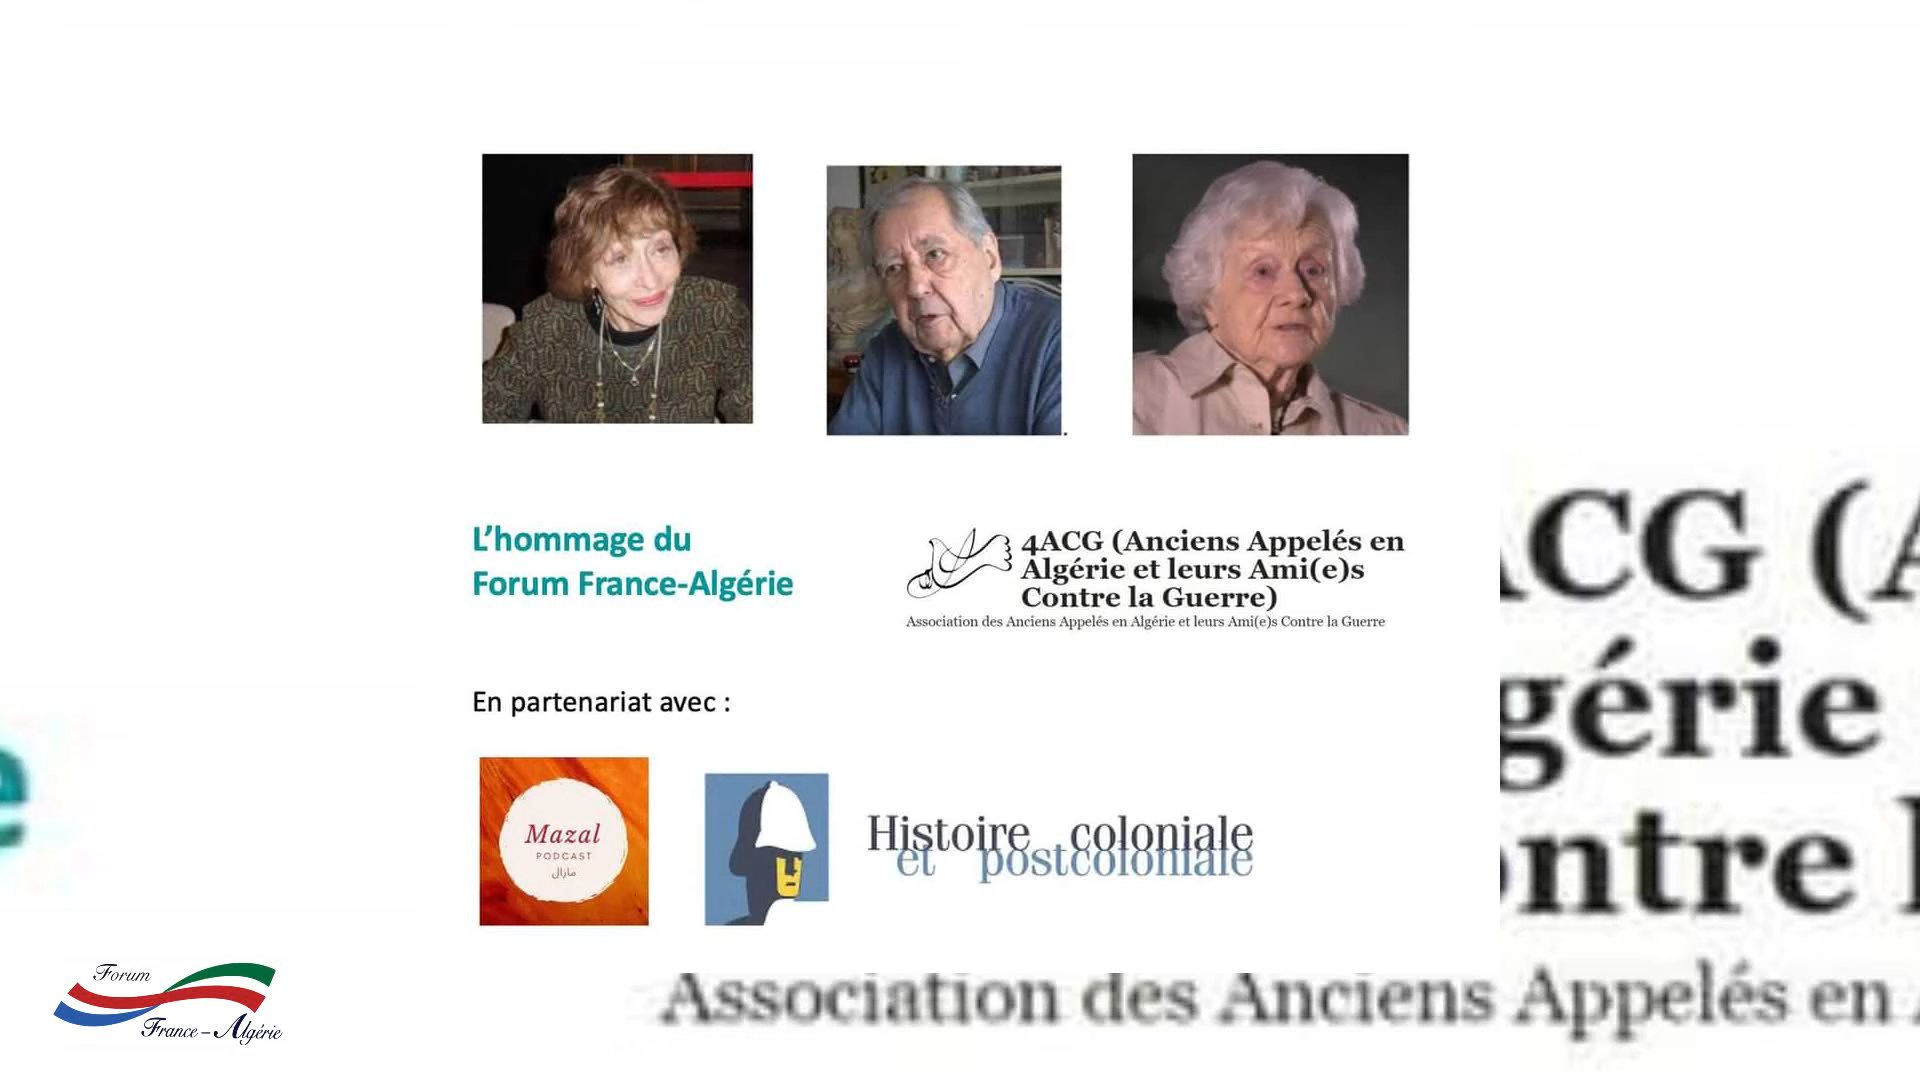 L’hommage du
Forum France-Algérie
4ACG (Anciens Appelés en
Algérie et leurs Ami(e)s
Contre la Guerre)
Association des Anciens Appelés en Algérie et leurs Ami(e)s Contre la Guerre
En partenariat avec :
Mazal
PODCAST
مازال
Histoire coloniale
et postcoloniale
Forum
France-Algérie
e
CG (A
gérie
ontre l
Association des Anciens Appelés en A